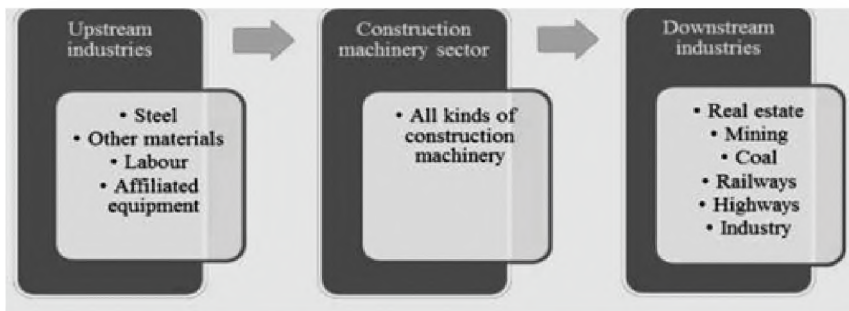 Upstream
industries
• Steel
• Other materials
• Labour
• Affiliated
equipment
Construction
machinery sector
• All kinds of
construction
machinery
Downstream
industries
• Real estate
• Mining
• Coal
• Railways
• Highways
• Industry